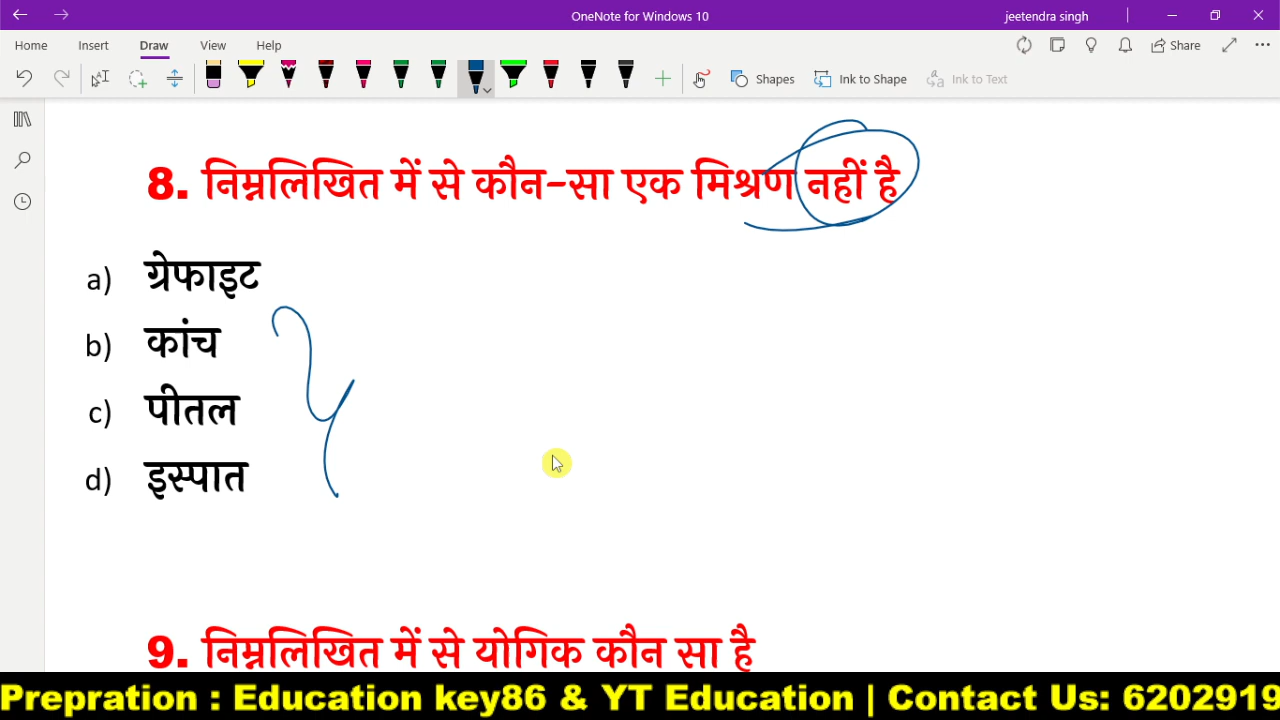 OneNote for Windows 10
jeetendra singh
Home Insert Draw View Help
Share
Shapes
Ink to Shape
Ink to Text
8. निम्नलिखित में से कौन-सा एक मिश्रण नहीं है
a) ग्रेफाइट
b) कांच
c) पीतल
d) इस्पात
9. निम्नलिखित में से योगिक कौन सा है
Prepration : Education key86 & YT Education | Contact Us: 6202919